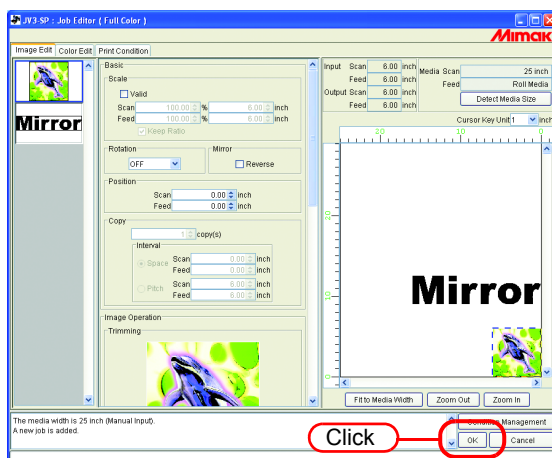 JV3-SP : Job Editor ( Full Color )
Mimaki
Image Edit Color Edit Print Condition
Mirror
Basic
Scale
Valid
Scan 100.00 % 6.00 inch
Feed 100.00 % 6.00 inch
Keep Ratio
Rotation
OFF
Mirror
Reverse
Position
Scan 0.00 inch
Feed 0.00 inch
Copy
1 copy(s)
Interval
Space Scan 0.00 inch
Feed 0.00 inch
Pitch Scan 6.00 inch
Feed 6.00 inch
Image Operation
Trimming
Input Scan 6.00 inch
Feed 6.00 inch
Output Scan 6.00 inch
Feed 6.00 inch
Media Scan 25 inch
Feed Roll Media
Detect Media Size
Cursor Key Unit 1 inch
20 10 0
20
10
0
Mirror
Fit to Media Width Zoom Out Zoom In
The media width is 25 inch (Manual Input).
A new job is added.
Click
Condition Management
OK Cancel